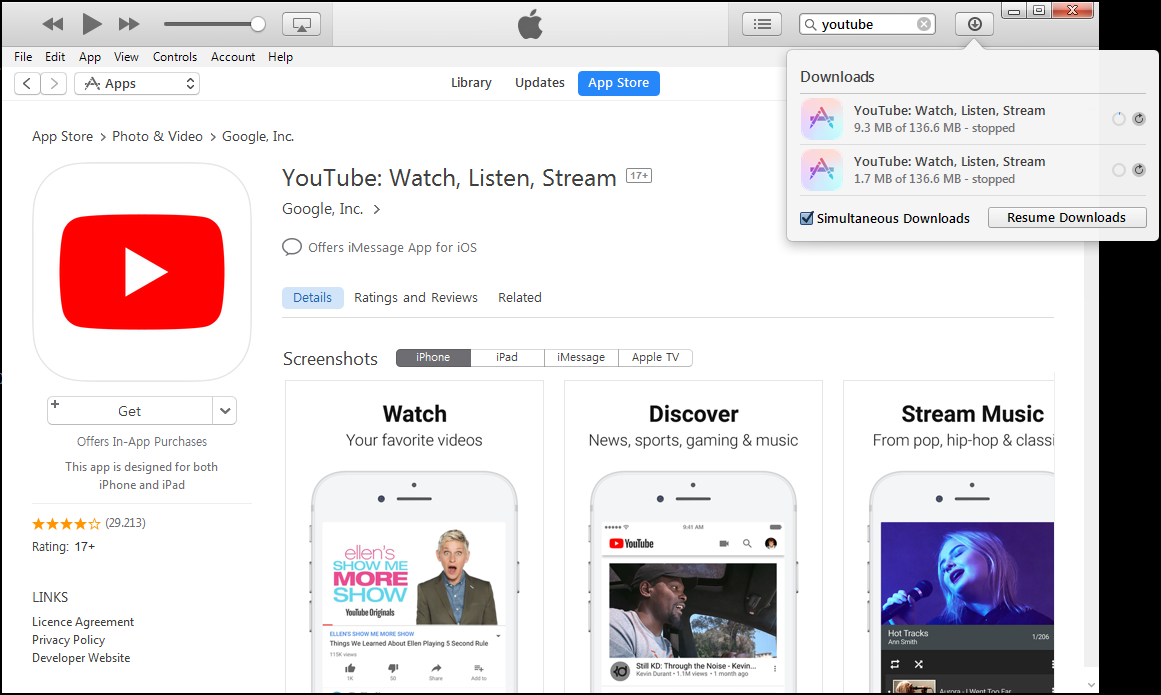 youtube
File Edit App View Controls Account Help
Apps
Library Updates App Store
Downloads
YouTube: Watch, Listen, Stream
9.3 MB of 136.6 MB - stopped
YouTube: Watch, Listen, Stream
1.7 MB of 136.6 MB - stopped
Simultaneous Downloads Resume Downloads
App Store > Photo & Video > Google, Inc.
YouTube: Watch, Listen, Stream 17+
Google, Inc. >
Offers iMessage App for iOS
Details Ratings and Reviews Related
Screenshots iPhone iPad iMessage Apple TV
Get
Offers In-App Purchases
This app is designed for both
iPhone and iPad
(29.213)
Rating: 17+
LINKS
Licence Agreement
Privacy Policy
Developer Website
Watch
Your favorite videos
ellen's
SHOW ME
MORE
SHOW
YouTube Originals
ELLEN'S SHOW ME MORE SHOW
Things We Learned About Ellen Playing 5 Second Rule
115K views
1K 50 Share Add to
Discover
News, sports, gaming & music
9:41 AM
YouTube
Still KD: Through the Noise - Kevin...
Kevin Durant • 1.1M views • 1 month ago
Stream Music
From pop, hip-hop & classi
Hot Tracks
Ann Smith
1/206
Aurora - I Went Too Far